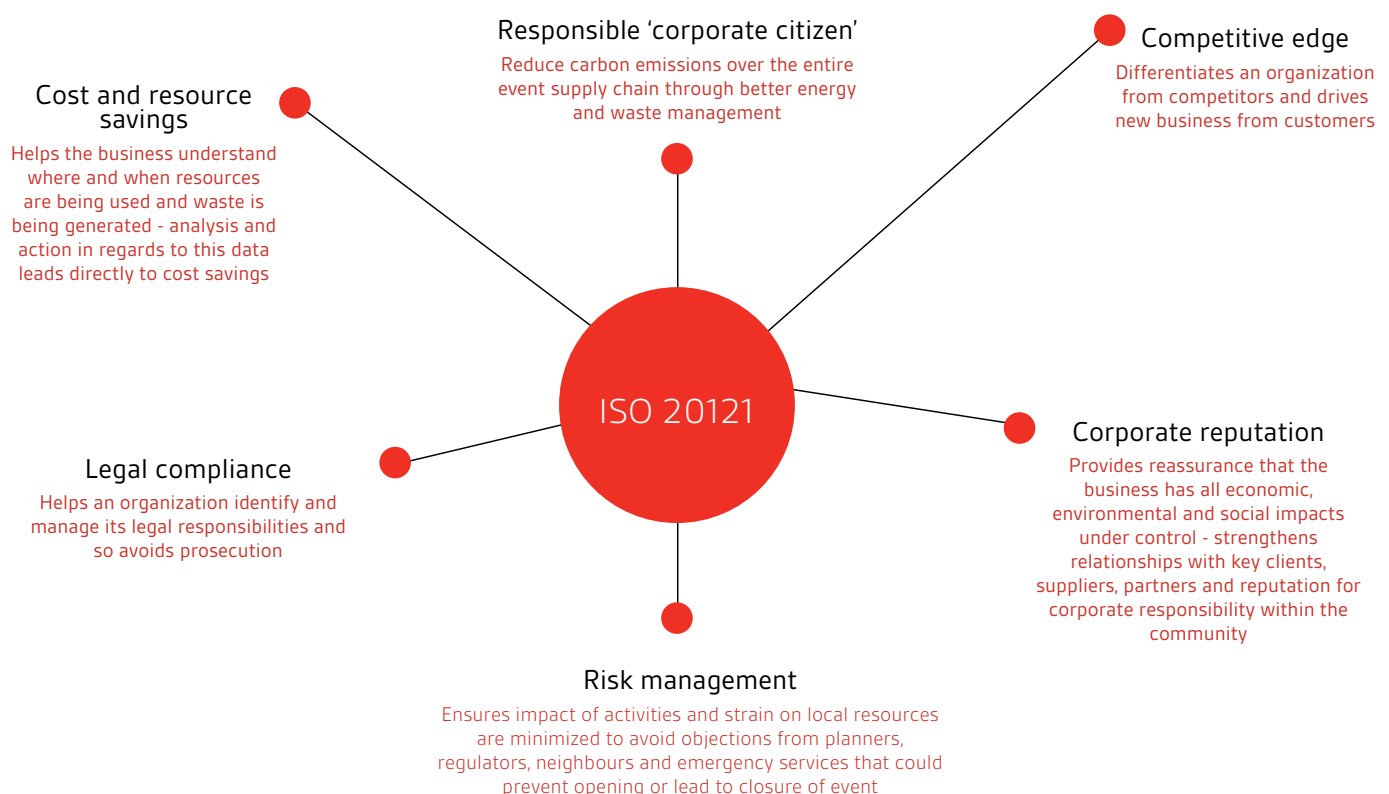 Responsible ‘corporate citizen’
Reduce carbon emissions over the entire
event supply chain through better energy
and waste management
Competitive edge
Differentiates an organization
from competitors and drives
new business from customers
Cost and resource
savings
Helps the business understand
where and when resources
are being used and waste is
being generated - analysis and
action in regards to this data
leads directly to cost savings
ISO 20121
Legal compliance
Helps an organization identify and
manage its legal responsibilities and
so avoids prosecution
Corporate reputation
Provides reassurance that the
business has all economic,
environmental and social impacts
under control - strengthens
relationships with key clients,
suppliers, partners and reputation for
corporate responsibility within the
community
Risk management
Ensures impact of activities and strain on local resources
are minimized to avoid objections from planners,
regulators, neighbours and emergency services that could
prevent opening or lead to closure of event